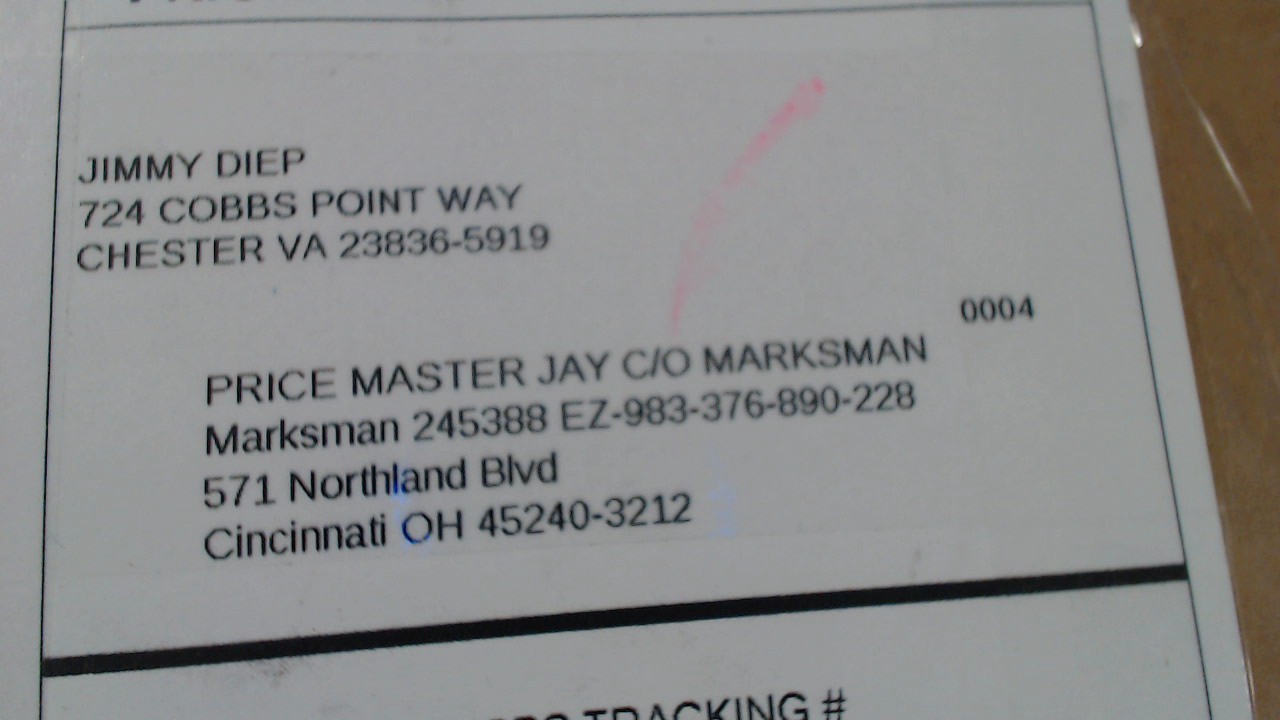 JIMMY DIEP
724 COBBS POINT WAY
CHESTER VA 23836-5919
0004
PRICE MASTER JAY C/O MARKSMAN
Marksman 245388 EZ-983-376-890-228
571 Northland Blvd
Cincinnati OH 45240-3212
TRACKING #